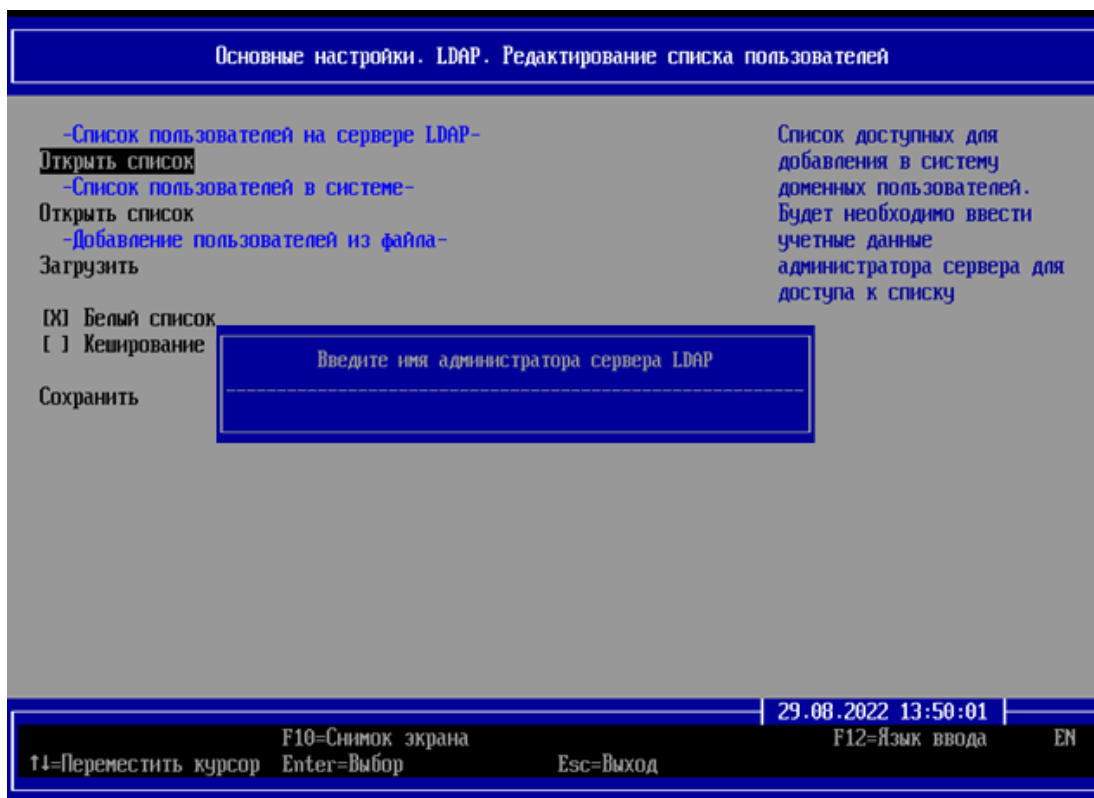 Основные настройки. LDAP. Редактирование списка пользователей
-Список пользователей на сервере LDAP-
Открыть список
-Список пользователей в системе-
Открыть список
-Добавление пользователей из файла-
Загрузить
[X] Белый список
[ ] Кеширование
Сохранить
Список доступных для
добавления в систему
доменных пользователей.
Будет необходимо ввести
учетные данные
администратора сервера для
доступа к списку
Введите имя администратора сервера LDAP
29.08.2022 13:50:01
F10=Снимок экрана F12=Язык ввода EN
↑↓=Переместить курсор Enter=Выбор Esc=Выход